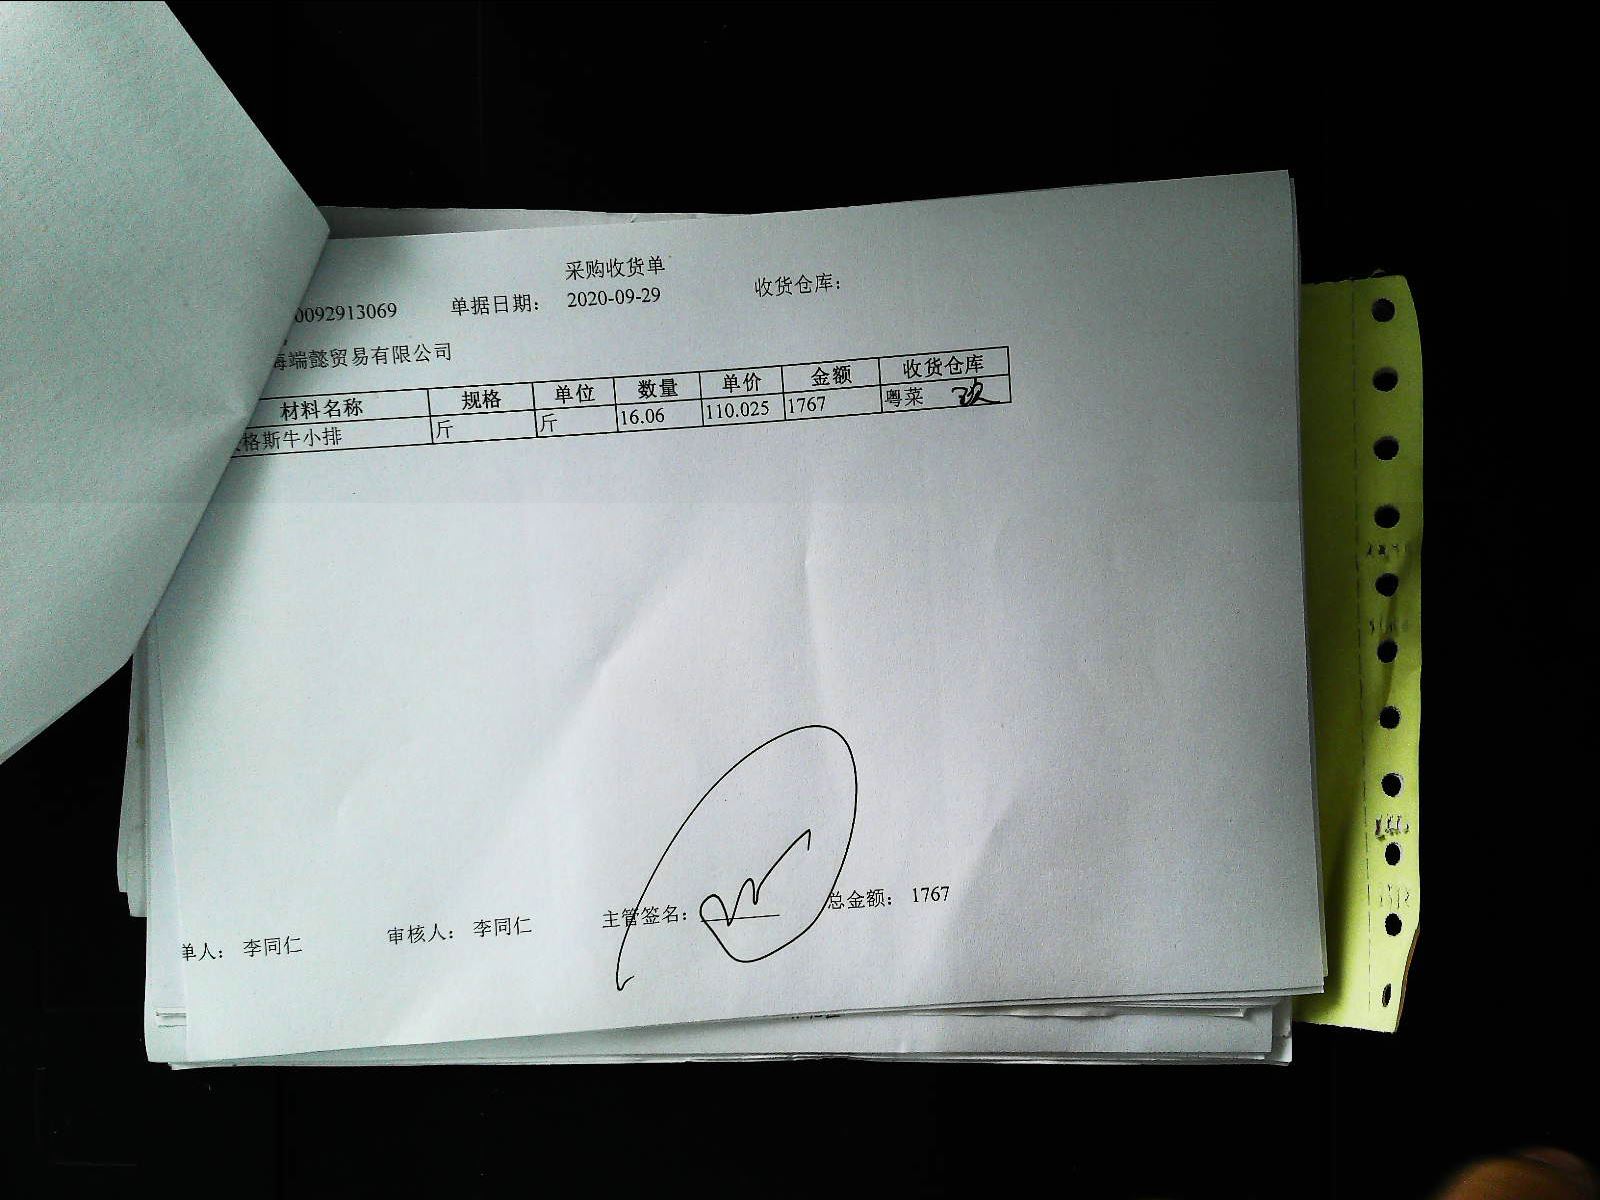 采购收货单
0092913069 单据日期： 2020-09-29 收货仓库：
海端懿贸易有限公司
材料名称 规格 单位 数量 单价 金额 收货仓库
格斯牛小排 斤 斤 16.06 110.025 1767 粤菜
单人： 李同仁 审核人： 李同仁 主管签名： 总金额： 1767